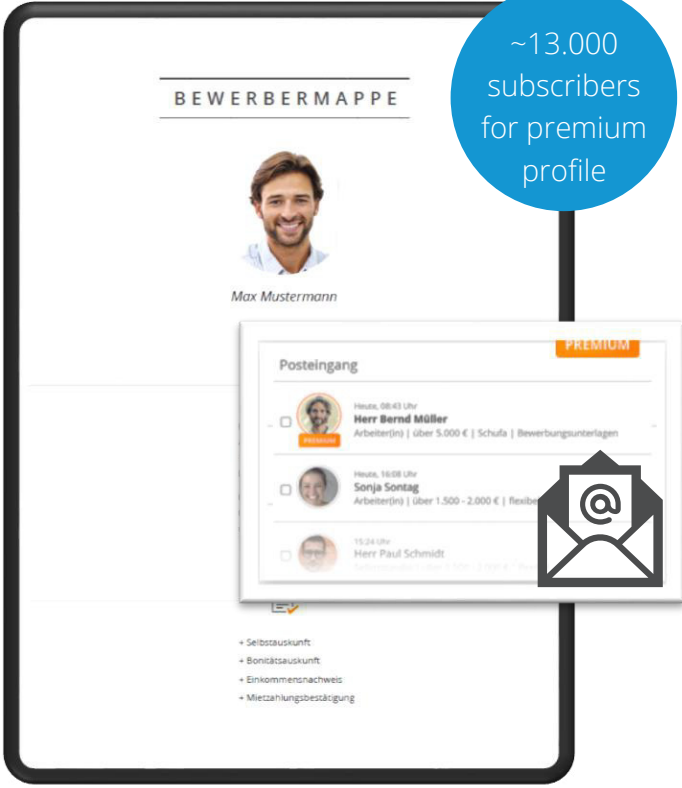 ~13.000
subscribers
for premium
profile
BEWERBERMAPPE
Max Mustermann
PREMIUM
Posteingang
Heute, 08:43 Uhr
Herr Bernd Müller
Arbeiter(in) | über 5.000 € | Schufa | Bewerbungsunterlagen
PREMIUM
Heute, 16:08 Uhr
Sonja Sontag
Arbeiter(in) | über 1.500 - 2.000 € |
15:24 Uhr
Herr Paul Schmidt
@
+ Selbstauskunft
+ Bonitätsauskunft
+ Einkommensnachweis
+ Mietzahlungsbestätigung